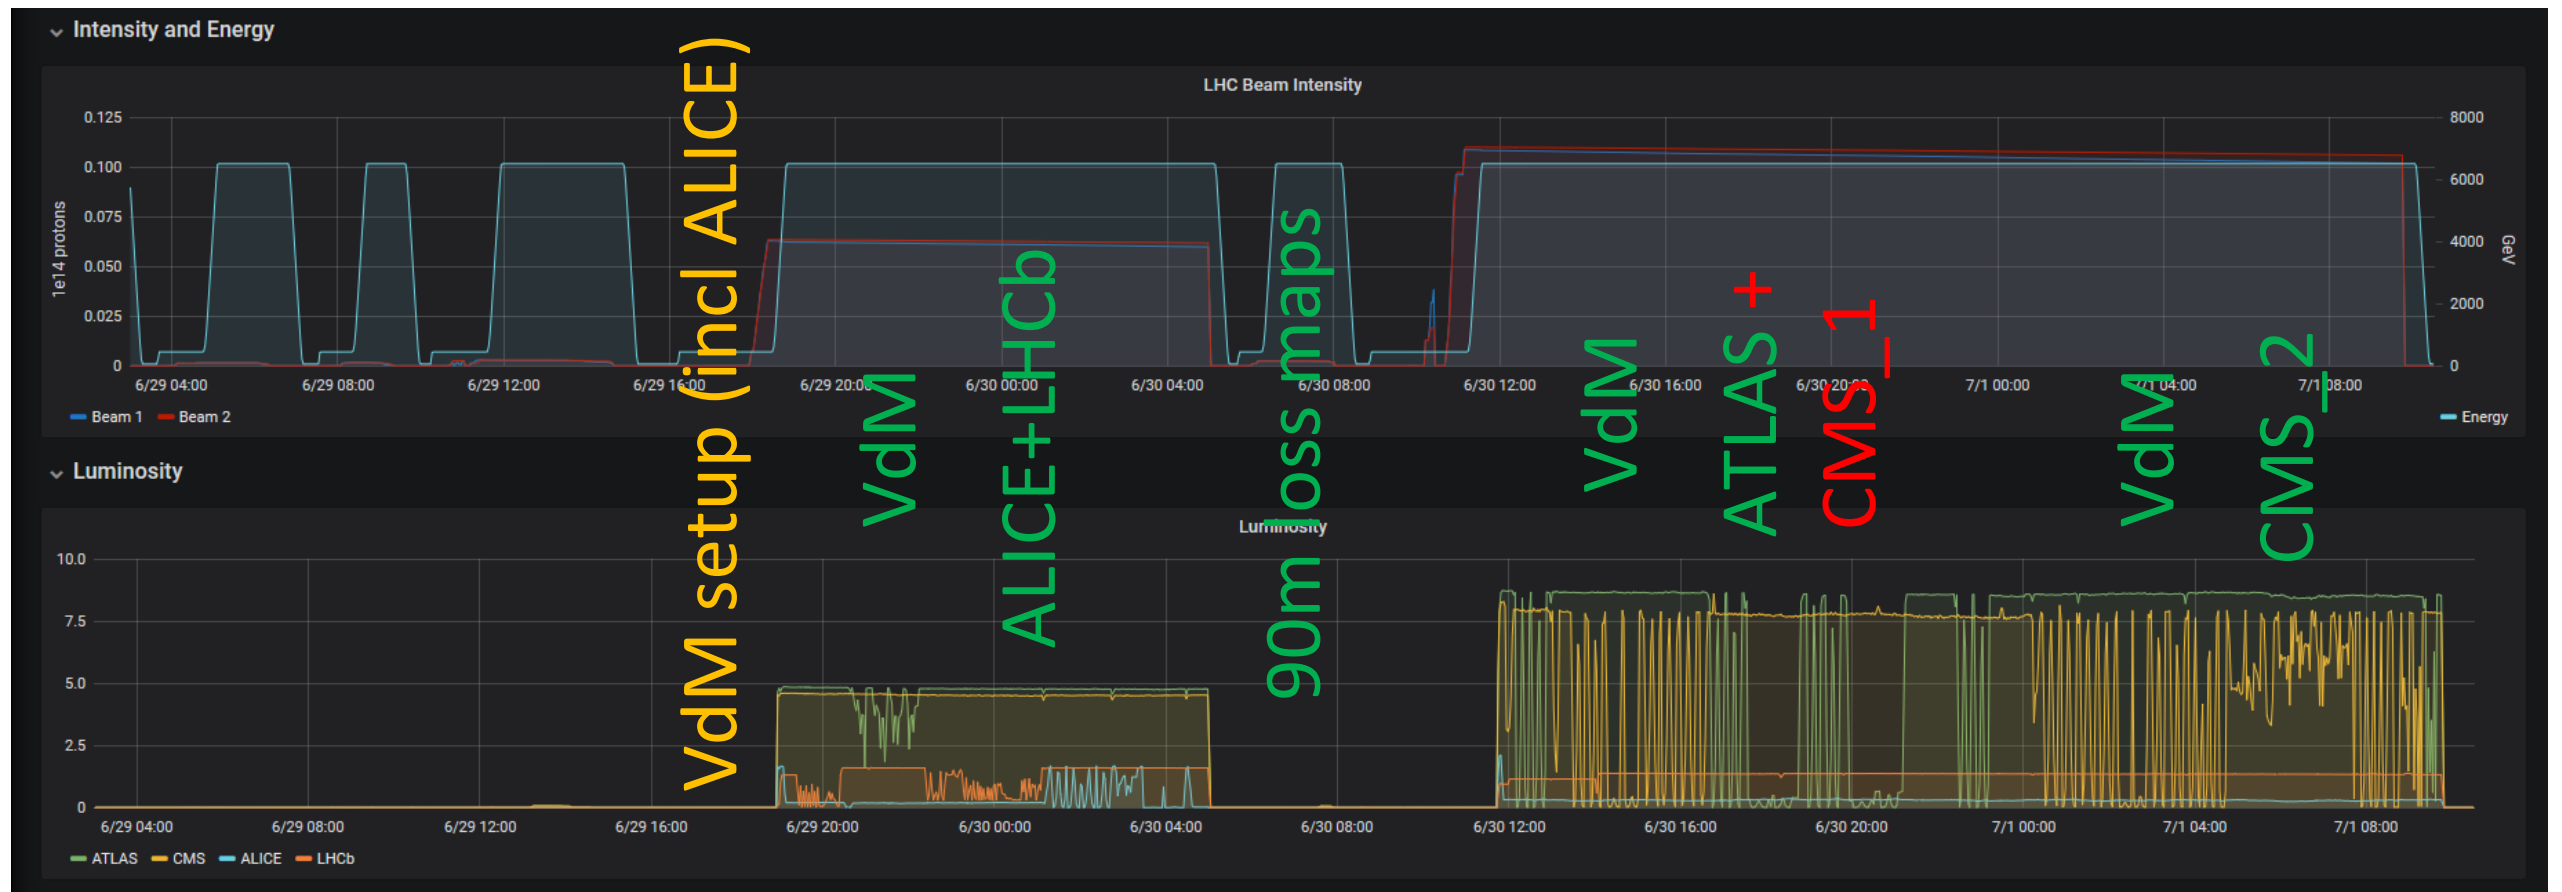 Intensity and Energy
LHC Beam Intensity
0.125
0.100
0.075
0.050
0.025
0
1e14 protons
8000
6000
4000
2000
0
GeV
6/29 04:00
6/29 08:00
6/29 12:00
6/29 16:00
6/29 20:00
6/30 00:00
6/30 04:00
6/30 08:00
6/30 12:00
6/30 16:00
6/30 20:00
7/1 00:00
7/1 04:00
7/1 08:00
Beam 1
Beam 2
Energy
VdM setup (incl ALICE)
VdM
ALICE+LHCb
90m loss maps
VdM
ATLAS +
CMS_1
VdM
CMS_2
Luminosity
Luminosity
10.0
7.5
5.0
2.5
0
6/29 04:00
6/29 08:00
6/29 12:00
6/29 16:00
6/29 20:00
6/30 00:00
6/30 04:00
6/30 08:00
6/30 12:00
6/30 16:00
6/30 20:00
7/1 00:00
7/1 04:00
7/1 08:00
ATLAS
CMS
ALICE
LHCb